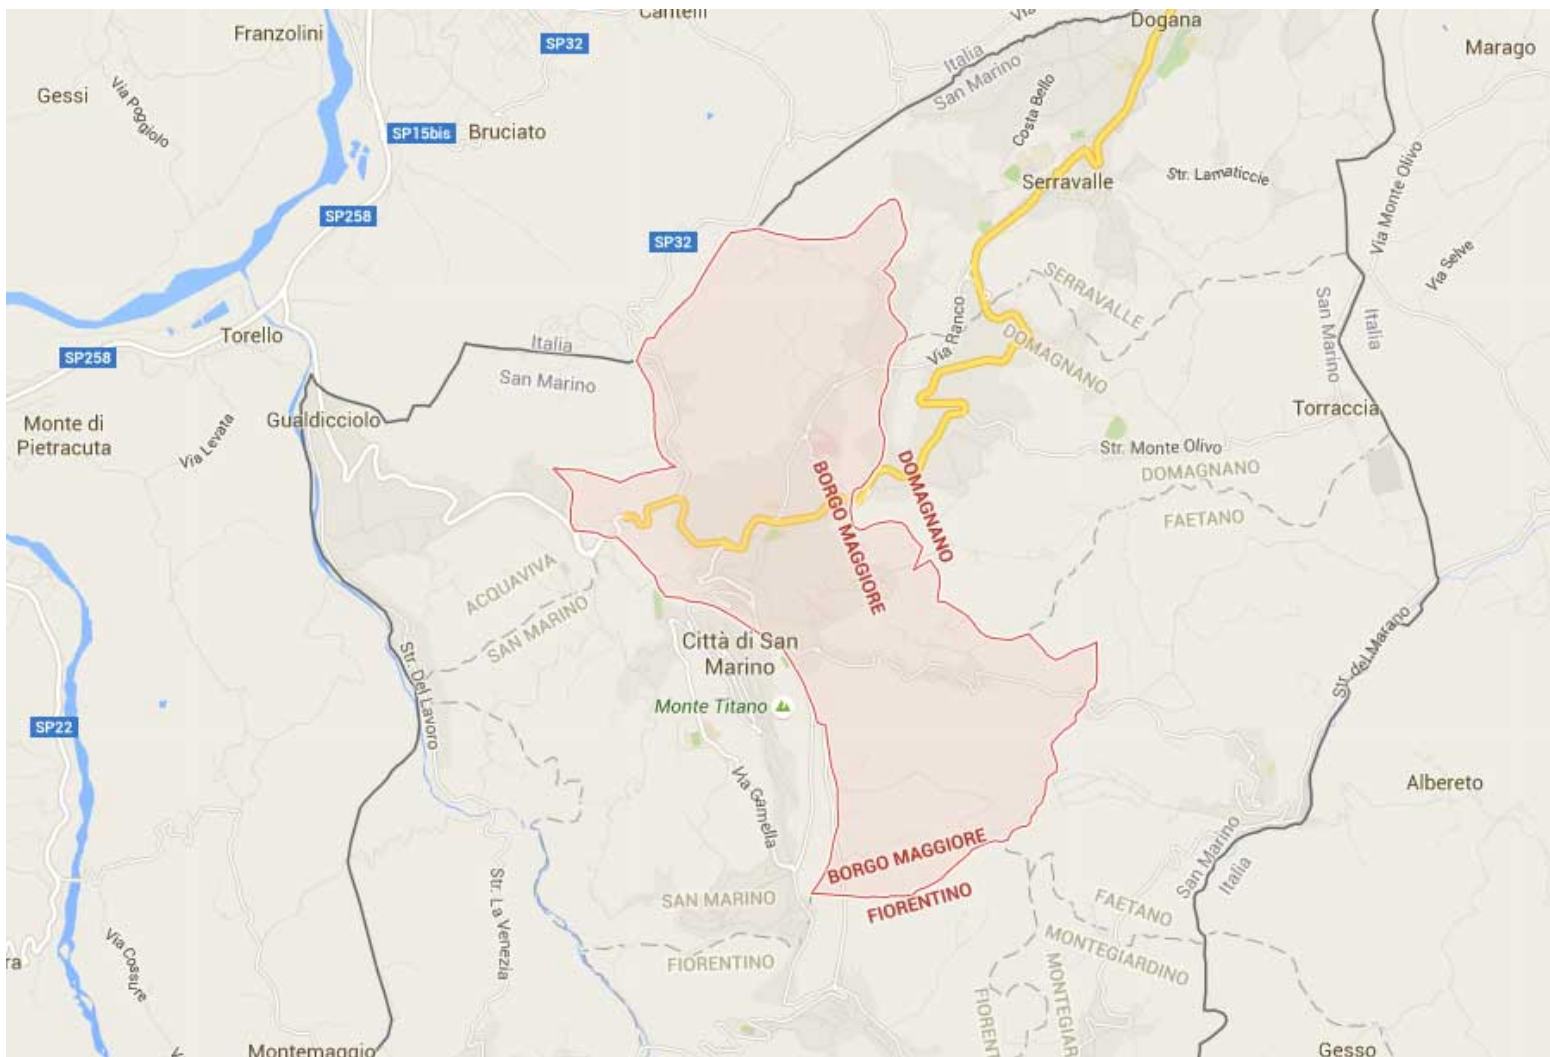 Cantelli
Dogana
Franzolini
SP32
Italia
San Marino
Marago
Via Poggiolo
Gessi
SP15bis
Bruciato
Costa Bello
Serravalle
Str. Lamaticcie
Via Monte Olivo
SP258
SP32
Via Selve
SERRAVALLE
DOMAGNANO
Via Ranco
San Marino
Italia
Torello
SP258
Italia
San Marino
Monte di
Pietracuta
Via Levata
Gualdicciolo
Torraccia
Str. Monte Olivo
DOMAGNANO
FAETANO
BORGO MAGGIORE
DOMAGNANO
ACQUAVIVA
SAN MARINO
Città di San
Marino
Monte Titano
Str. Del Lavoro
Str. del Marano
SP22
Via Gamella
Albereto
BORGO MAGGIORE
FIORENTINO
San Marino
Italia
Str. La Venezia
SAN MARINO
FIORENTINO
FAETANO
MONTEGIARDINO
Via Cossure
ra
FIORENT
MONTEGIAR
Montemaggio
Gesso